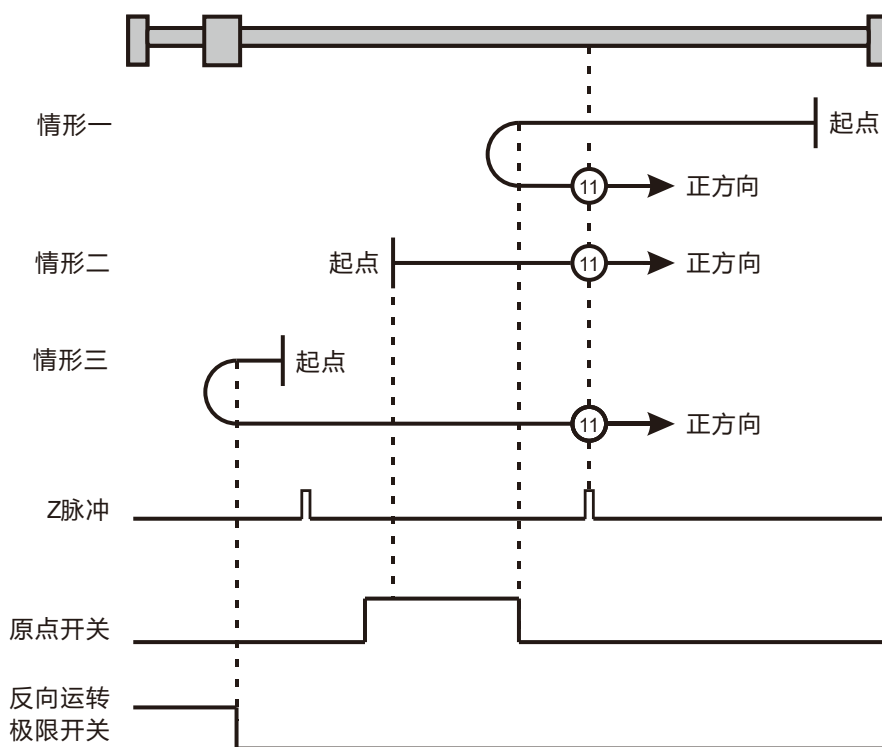 情形一
起点
11
正方向
情形二
起点
11
正方向
情形三
起点
11
正方向
Z脉冲
原点开关
反向运转
极限开关